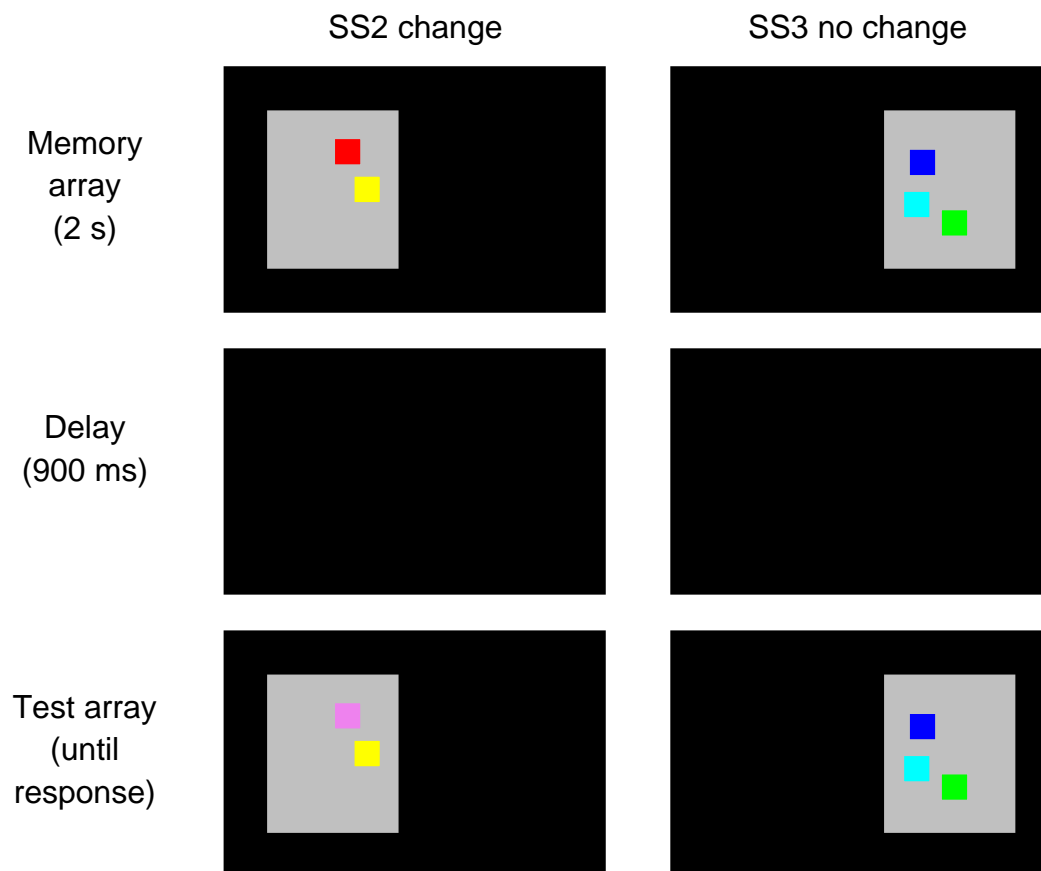 SS2 change
SS3 no change
Memory
array
(2 s)
Delay
(900 ms)
Test array
(until
response)